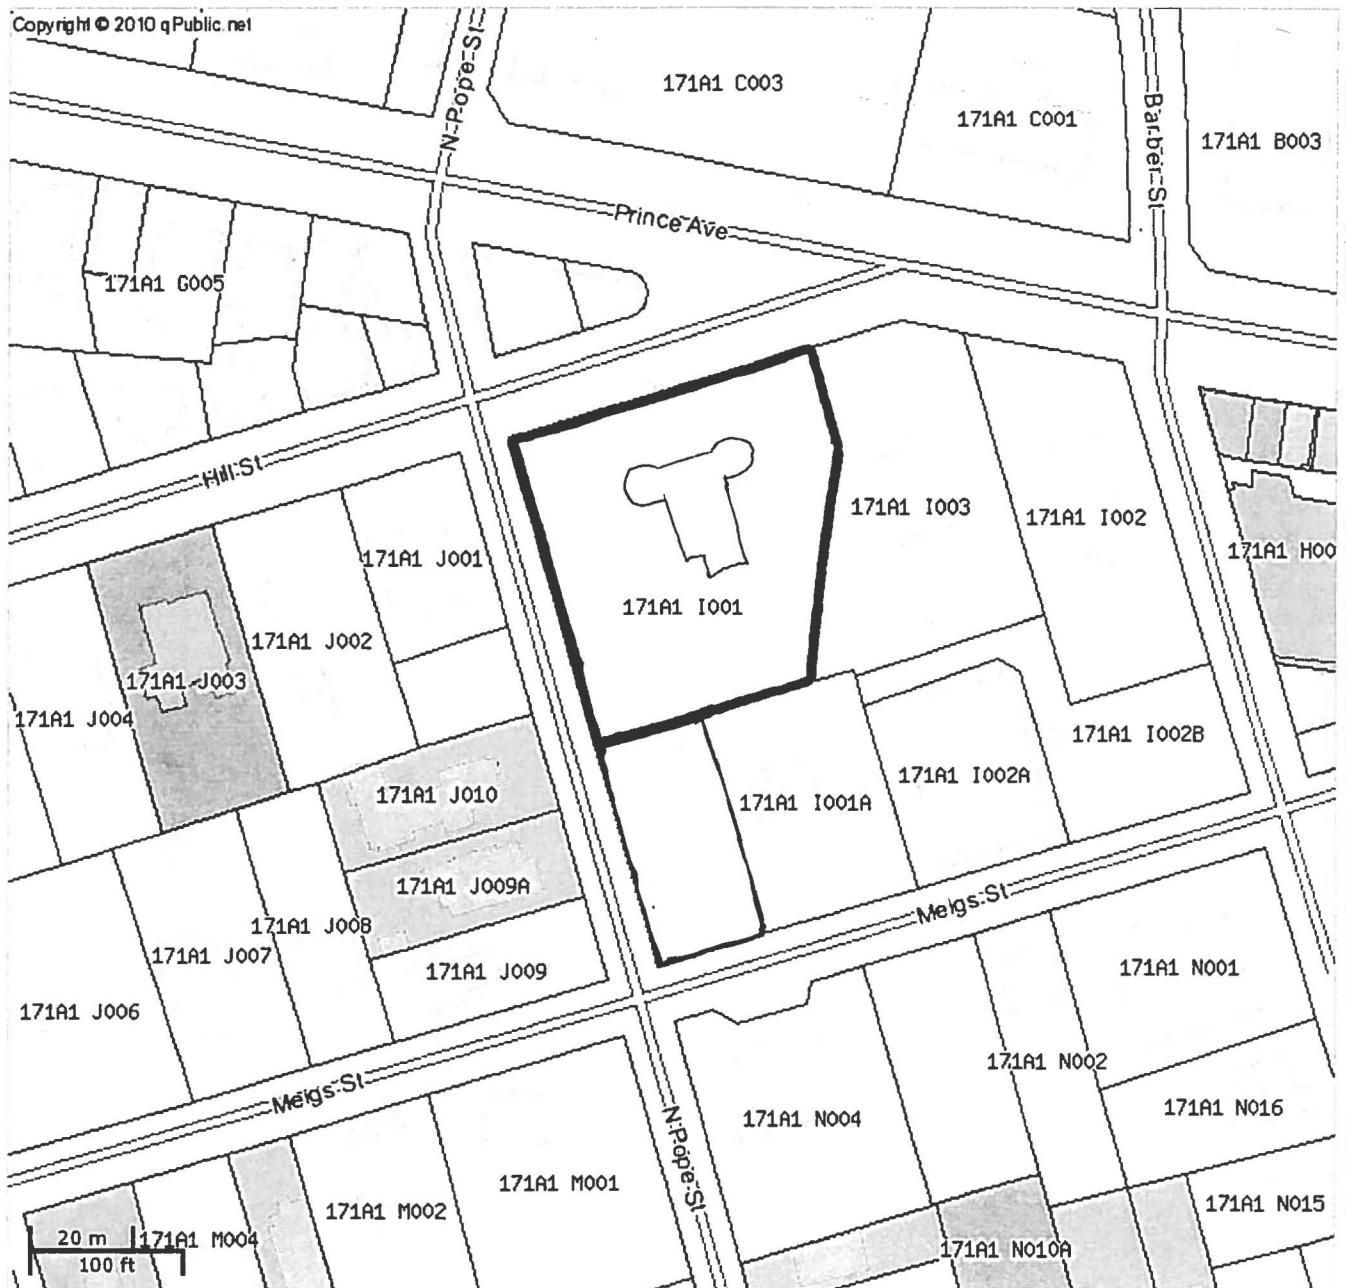 Copyright © 2010 qPublic.net
N Pope St
171A1 C003
171A1 C001
Barber St
171A1 B003
Prince Ave
171A1 G005
Hill St
171A1 I003
171A1 I002
171A1 H00
171A1 J001
171A1 I001
171A1 J002
171A1 J003
171A1 J004
171A1 I002B
171A1 I002A
171A1 J010
171A1 I001A
171A1 J009A
Meigs St
171A1 J008
171A1 J007
171A1 J009
171A1 N001
171A1 J006
171A1 N002
Meigs St
171A1 N004
171A1 N016
N Pope St
171A1 M001
171A1 M002
171A1 N015
171A1 M004
171A1 N010A
20 m
100 ft